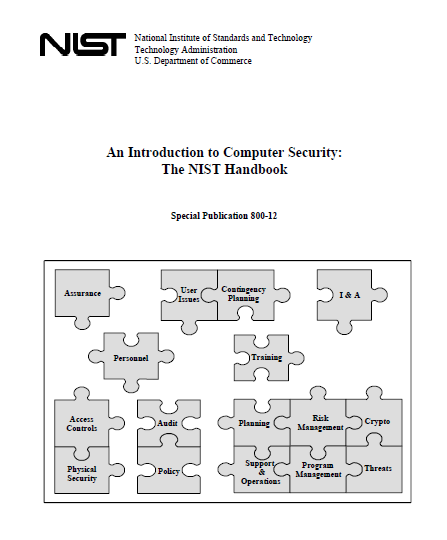 NIST
National Institute of Standards and Technology
Technology Administration
U.S. Department of Commerce
An Introduction to Computer Security:
The NIST Handbook
Special Publication 800-12
Assurance
User
Issues
Contingency
Planning
I & A
Personnel
Training
Access
Controls
Audit
Planning
Risk
Management
Crypto
Physical
Security
Policy
Support
&
Operations
Program
Management
Threats